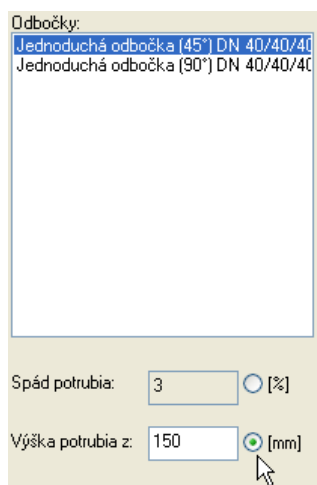 Odbočky:
Jednoduchá odbočka (45°) DN 40/40/40
Jednoduchá odbočka (90°) DN 40/40/40
Spád potrubia: 3 [%]
Výška potrubia z: 150 [mm]